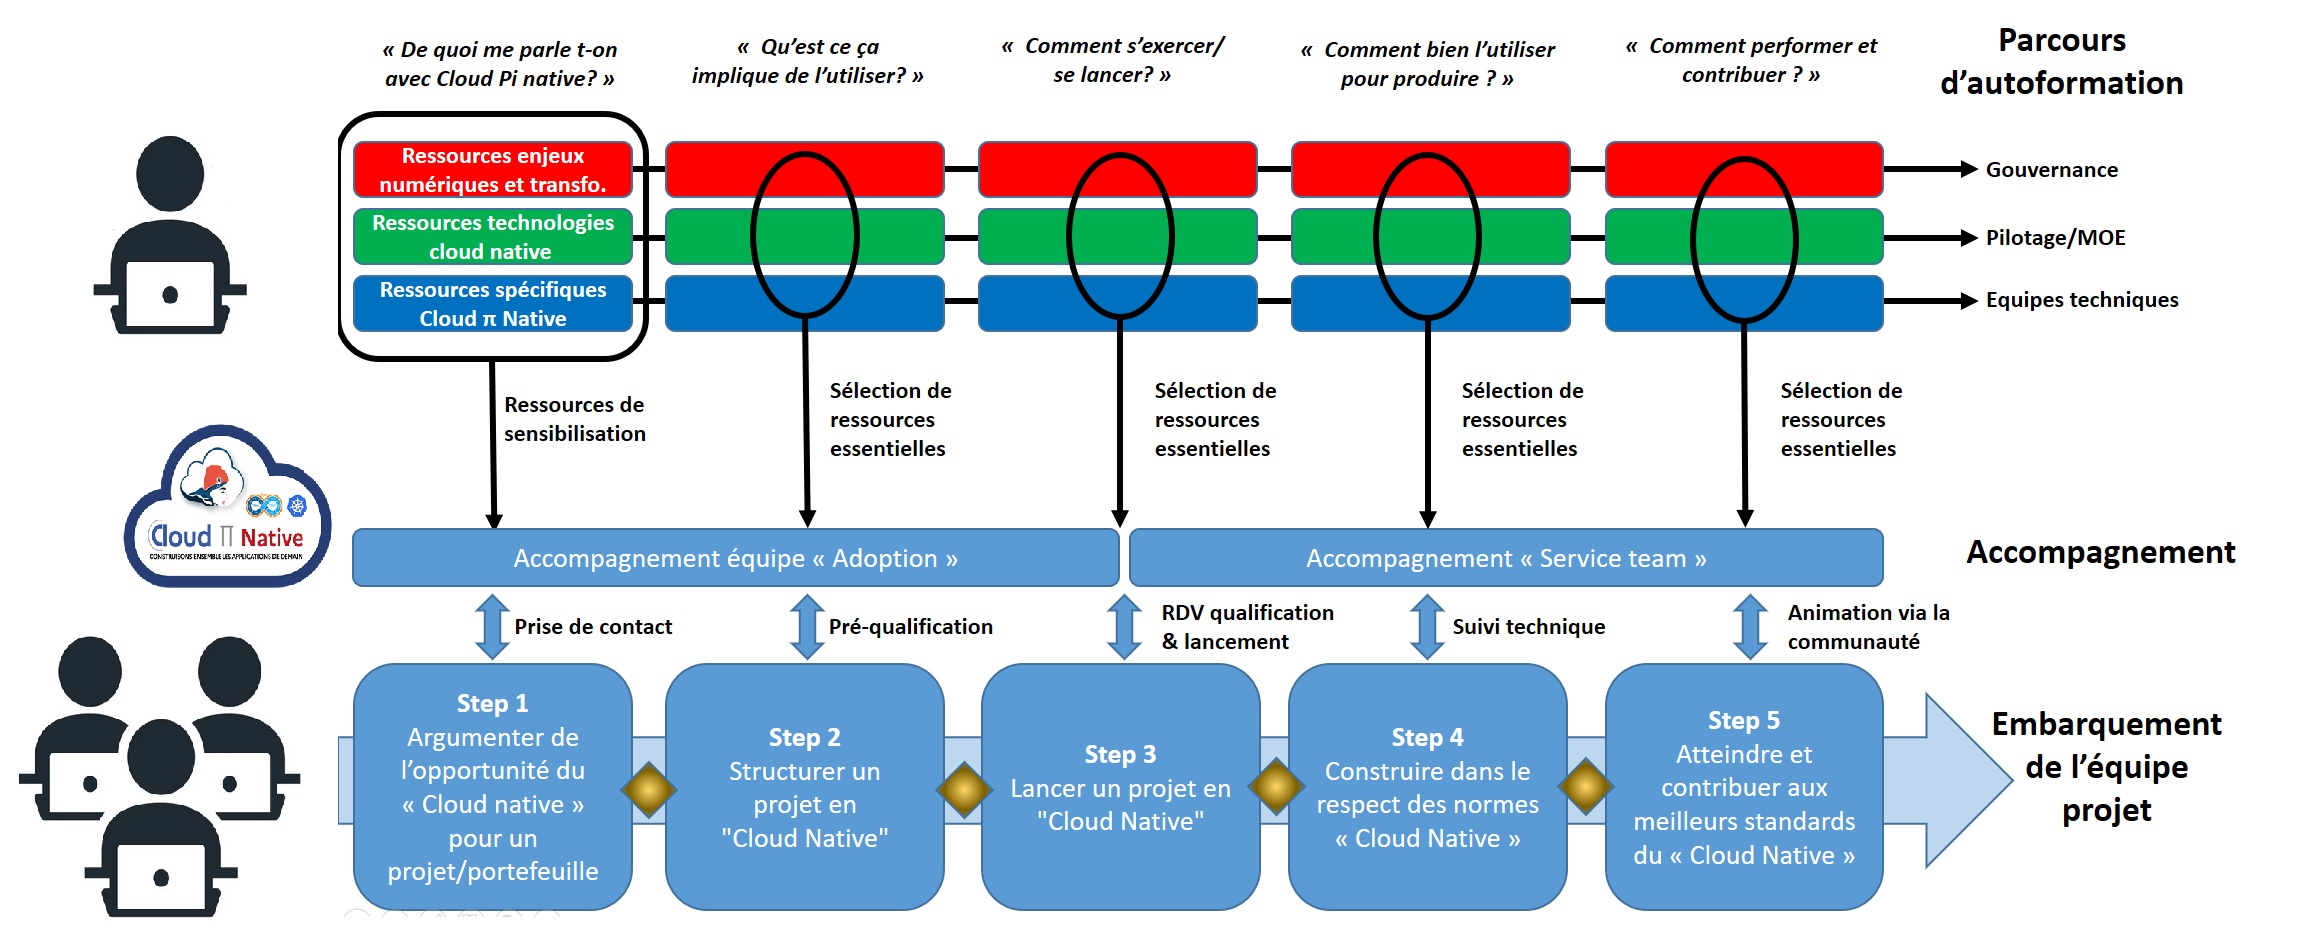 « De quoi me parle t-on
avec Cloud Pi native? »
«  Qu’est ce ça
implique de l’utiliser? »
«  Comment s’exercer/
se lancer? »
«  Comment bien l’utiliser
pour produire ? »
«  Comment performer et
contribuer ? »
Parcours
d’autoformation
Ressources enjeux
numériques et transfo.
Gouvernance
Ressources technologies
cloud native
Pilotage/MOE
Ressources spécifiques
Cloud π Native
Equipes techniques
Ressources de
sensibilisation
Sélection de
ressources
essentielles
Sélection de
ressources
essentielles
Sélection de
ressources
essentielles
Sélection de
ressources
essentielles
Cloud π Native
CONSTRUISONS ENSEMBLE LES APPLICATIONS DE DEMAIN
Accompagnement équipe « Adoption »
Accompagnement « Service team »
Accompagnement
Prise de contact
Pré-qualification
RDV qualification
& lancement
Suivi technique
Animation via la
communauté
Step 1
Argumenter de
l’opportunité du
« Cloud native »
pour un
projet/portefeuille
Step 2
Structurer un
projet en
"Cloud Native"
Step 3
Lancer un projet en
"Cloud Native"
Step 4
Construire dans le
respect des normes
« Cloud Native »
Step 5
Atteindre et
contribuer aux
meilleurs standards
du « Cloud Native »
Embarquement
de l’équipe
projet